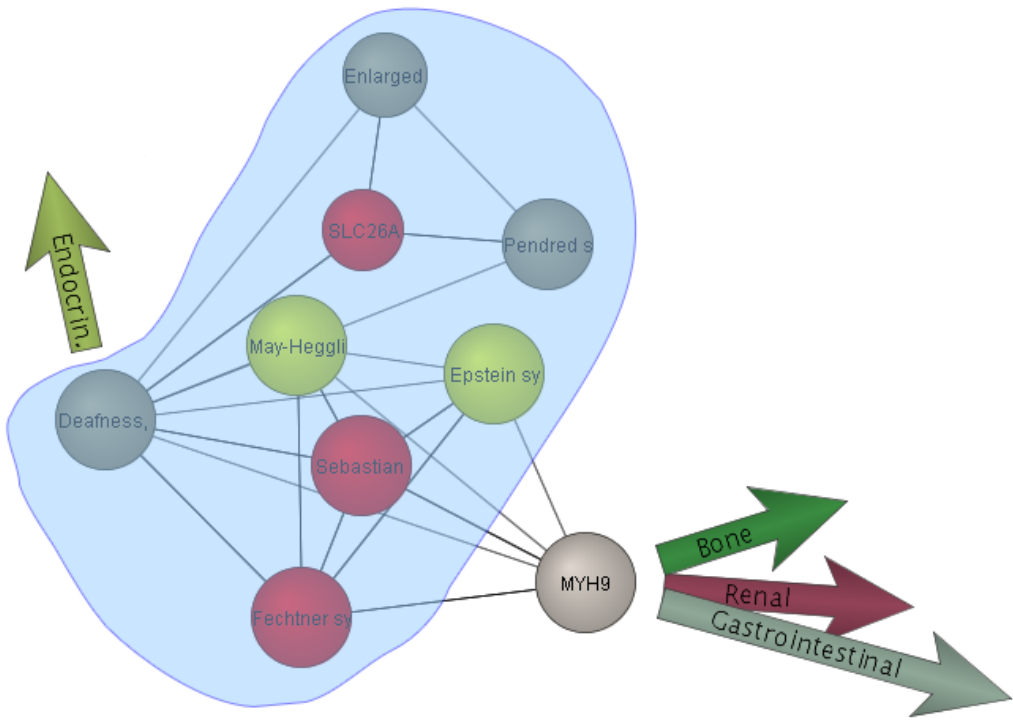 Enlarged
SLC26A
Pendred s
Endocrin.
May-Heggli
Epstein sy
Deafness,
Sebastian
Bone
MYH9
Renal
Fechtner sy
Gastrointestinal